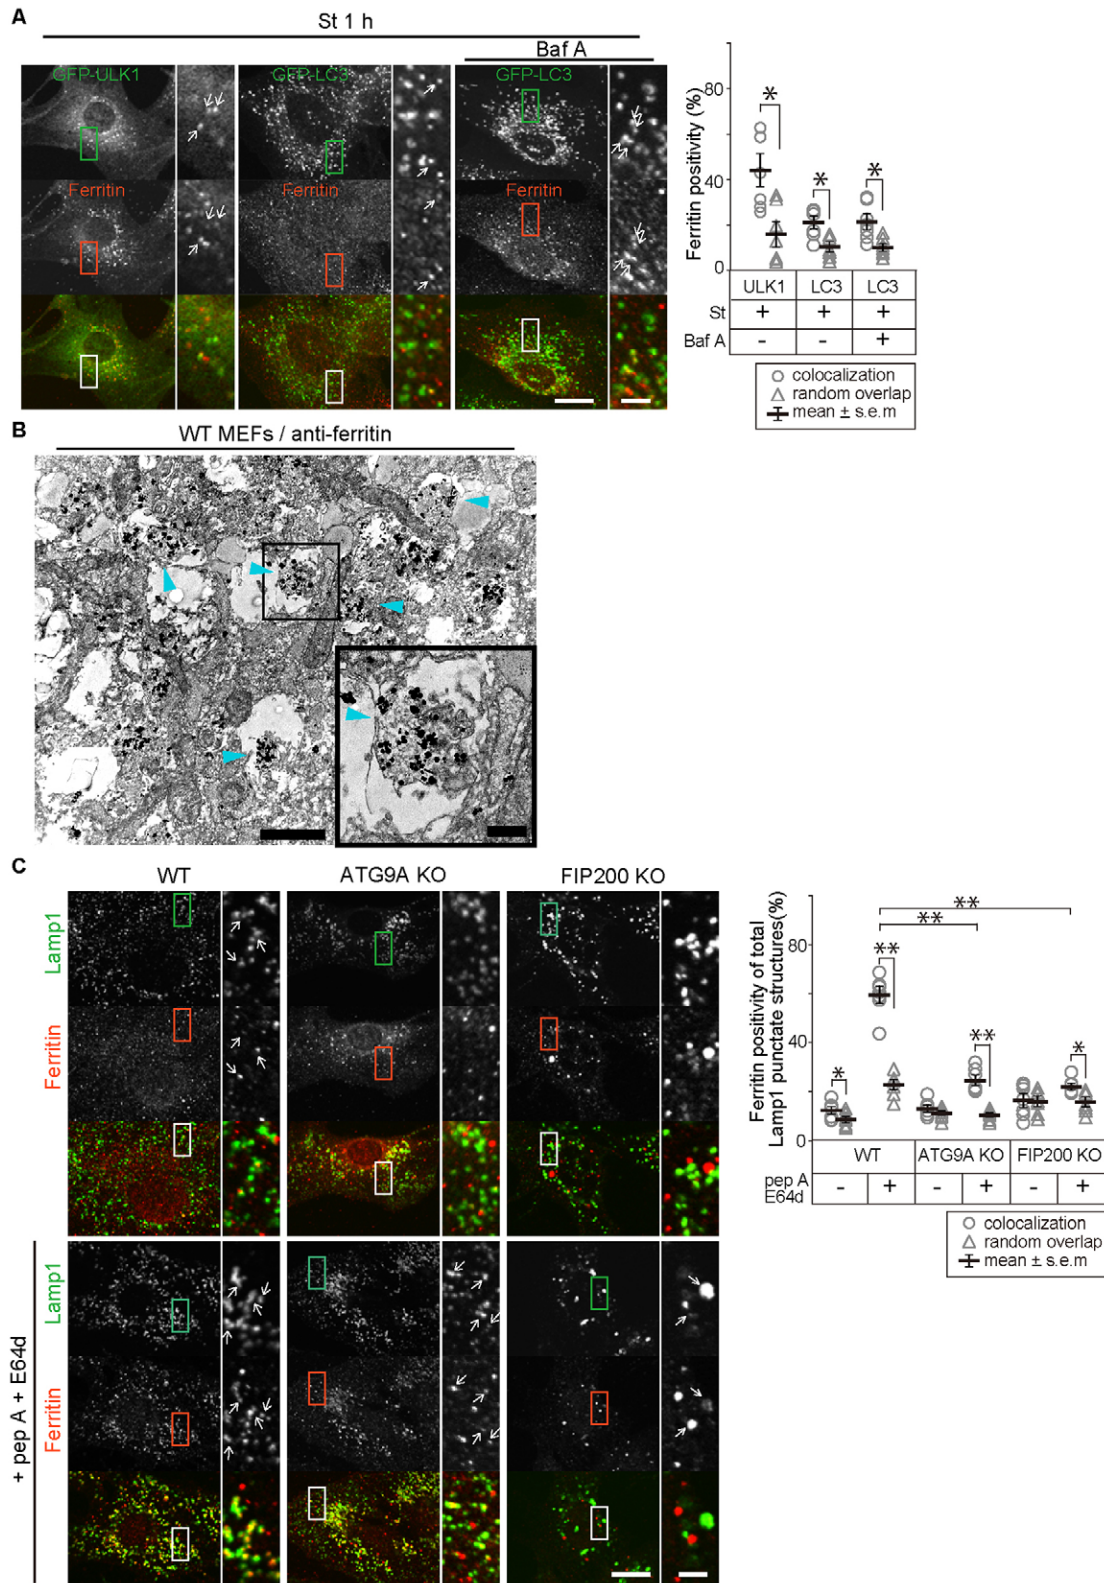 A
St 1 h
Baf A
GFP-ULK1
GFP-LC3
GFP-LC3
Ferritin
Ferritin
Ferritin
Ferritin positivity (%)
80
40
0
*
*
*
ULK1 LC3 LC3
St + + +
Baf A - - +
colocalization
random overlap
mean ± s.e.m
B
WT MEFs / anti-ferritin
C
WT
ATG9A KO
FIP200 KO
Lamp1
Ferritin
+ pep A + E64d
Lamp1
Ferritin
Ferritin positivity of total
Lamp1 punctate structures(%)
80
40
0
**
**
**
*
**
*
WT ATG9A KO FIP200 KO
pep A
E64d
- + - + - +
colocalization
random overlap
mean ± s.e.m